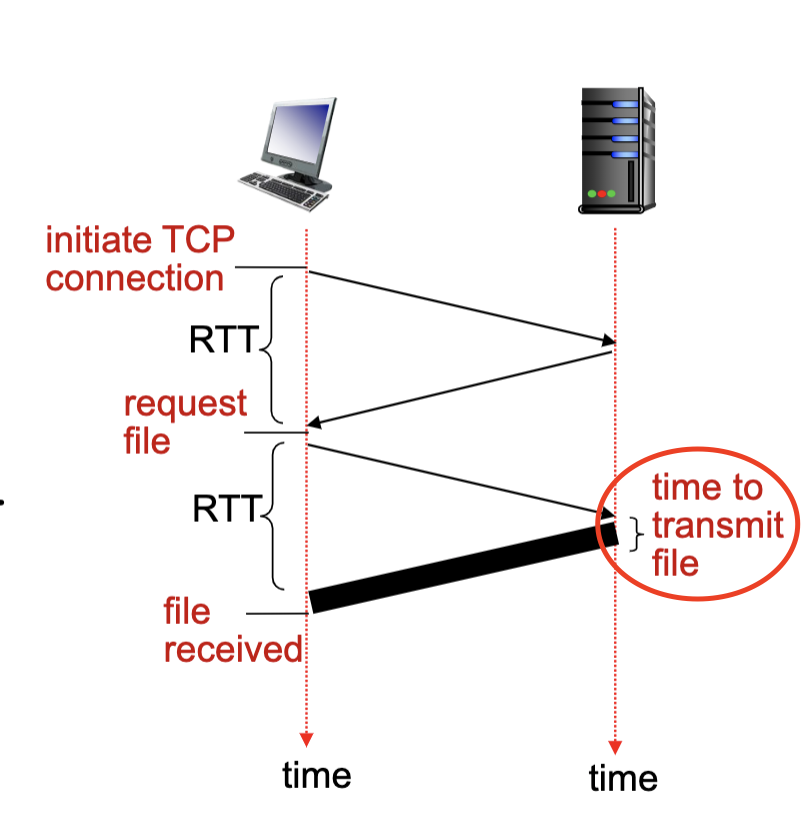 initiate TCP
connection
RTT
request
file
RTT
time to
transmit
file
file
received
time
time